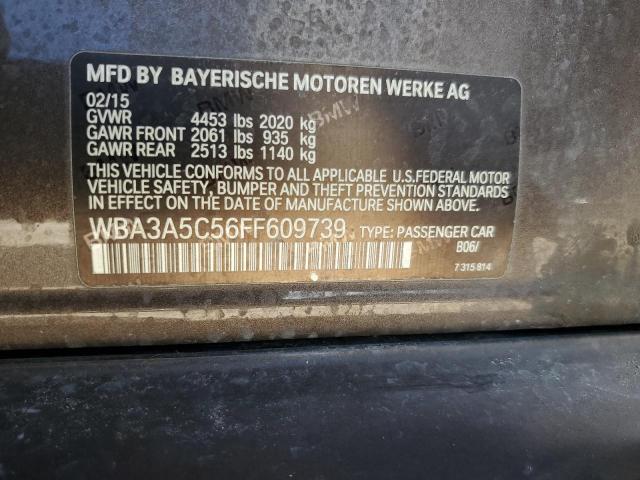 MFD BY BAYERISCHE MOTOREN WERKE AG
02/15
GVWR 4453 lbs 2020 kg
GAWR FRONT 2061 lbs 935 kg
GAWR REAR 2513 lbs 1140 kg
THIS VEHICLE CONFORMS TO ALL APPLICABLE U.S.FEDERAL MOTOR
VEHICLE SAFETY, BUMPER AND THEFT PREVENTION STANDARDS
IN EFFECT ON THE DATE OF MANUFACTURE SHOWN ABOVE.
WBA3A5C56FF609739 TYPE: PASSENGER CAR
B06/
7 315 814